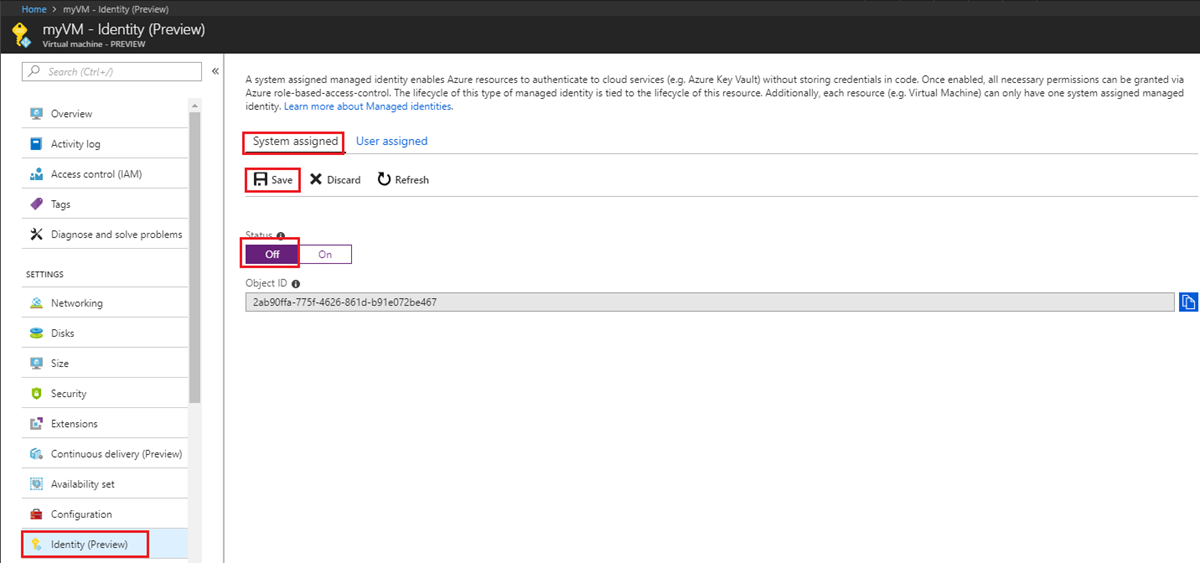 Home > myVM - Identity (Preview)
myVM - Identity (Preview)
Virtual machine - PREVIEW
Search (Ctrl+/)
«
Overview
Activity log
Access control (IAM)
Tags
Diagnose and solve problems
SETTINGS
Networking
Disks
Size
Security
Extensions
Continuous delivery (Preview)
Availability set
Configuration
Identity (Preview)
A system assigned managed identity enables Azure resources to authenticate to cloud services (e.g. Azure Key Vault) without storing credentials in code. Once enabled, all necessary permissions can be granted via
Azure role-based-access-control. The lifecycle of this type of managed identity is tied to the lifecycle of this resource. Additionally, each resource (e.g. Virtual Machine) can only have one system assigned managed
identity. Learn more about Managed identities.
System assigned User assigned
Save Discard Refresh
Status
Off On
Object ID
2ab90ffa-775f-4626-861d-b91e072be467